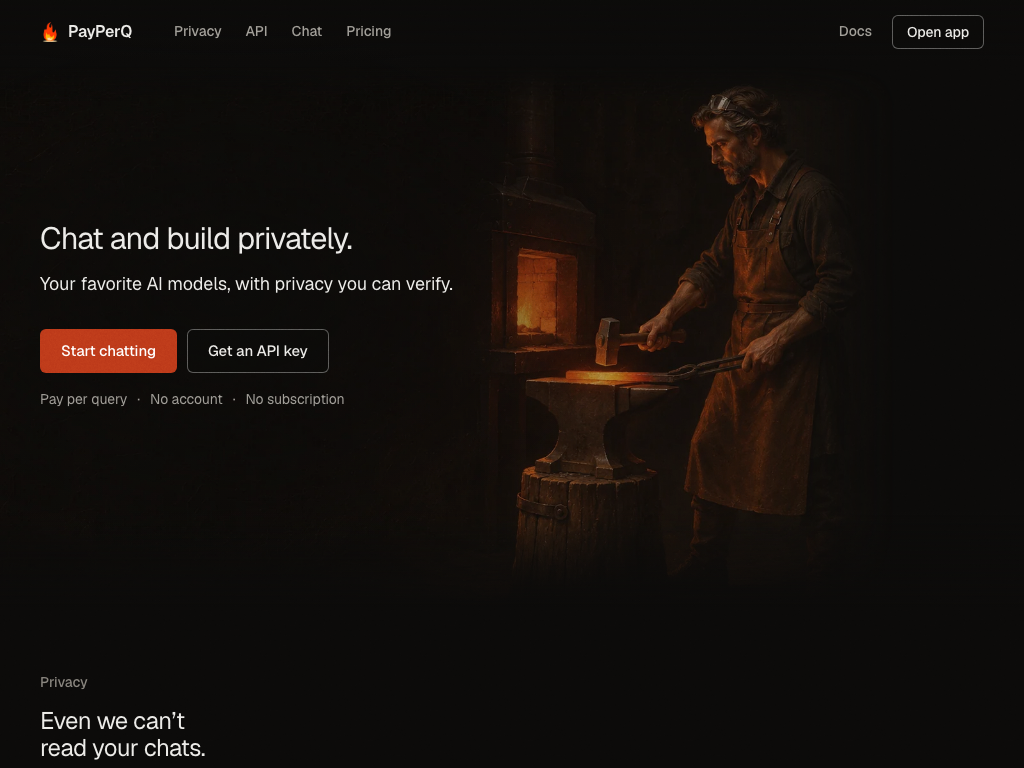 PayPerQ
Privacy
API
Chat
Pricing
Docs
Open app
Chat and build privately.
Your favorite AI models, with privacy you can verify.
Start chatting
Get an API key
Pay per query · No account · No subscription
Privacy
Even we can’t
read your chats.